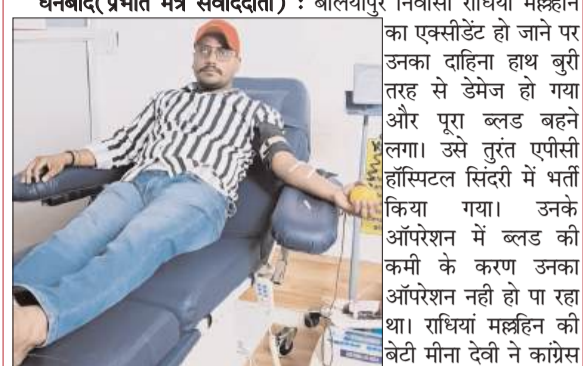 धनबाद(प्रभात मंत्र संवाददाता) : बलियापुर निवासी राधियां मल्लहीन
का एक्सीडेंट हो जाने पर
उनका दाहिना हाथ बुरी
तरह से डेमेज हो गया
और पूरा ब्लड बहने
लगा। उसे तुरंत एपीसी
हॉस्पिटल सिंदरी में भर्ती
किया गया। उनके
ऑपरेशन में ब्लड की
कमी के करण उनका
ऑपरेशन नही हो पा रहा
था। राधियां मल्लहिन की
बेटी मीना देवी ने कांग्रेस